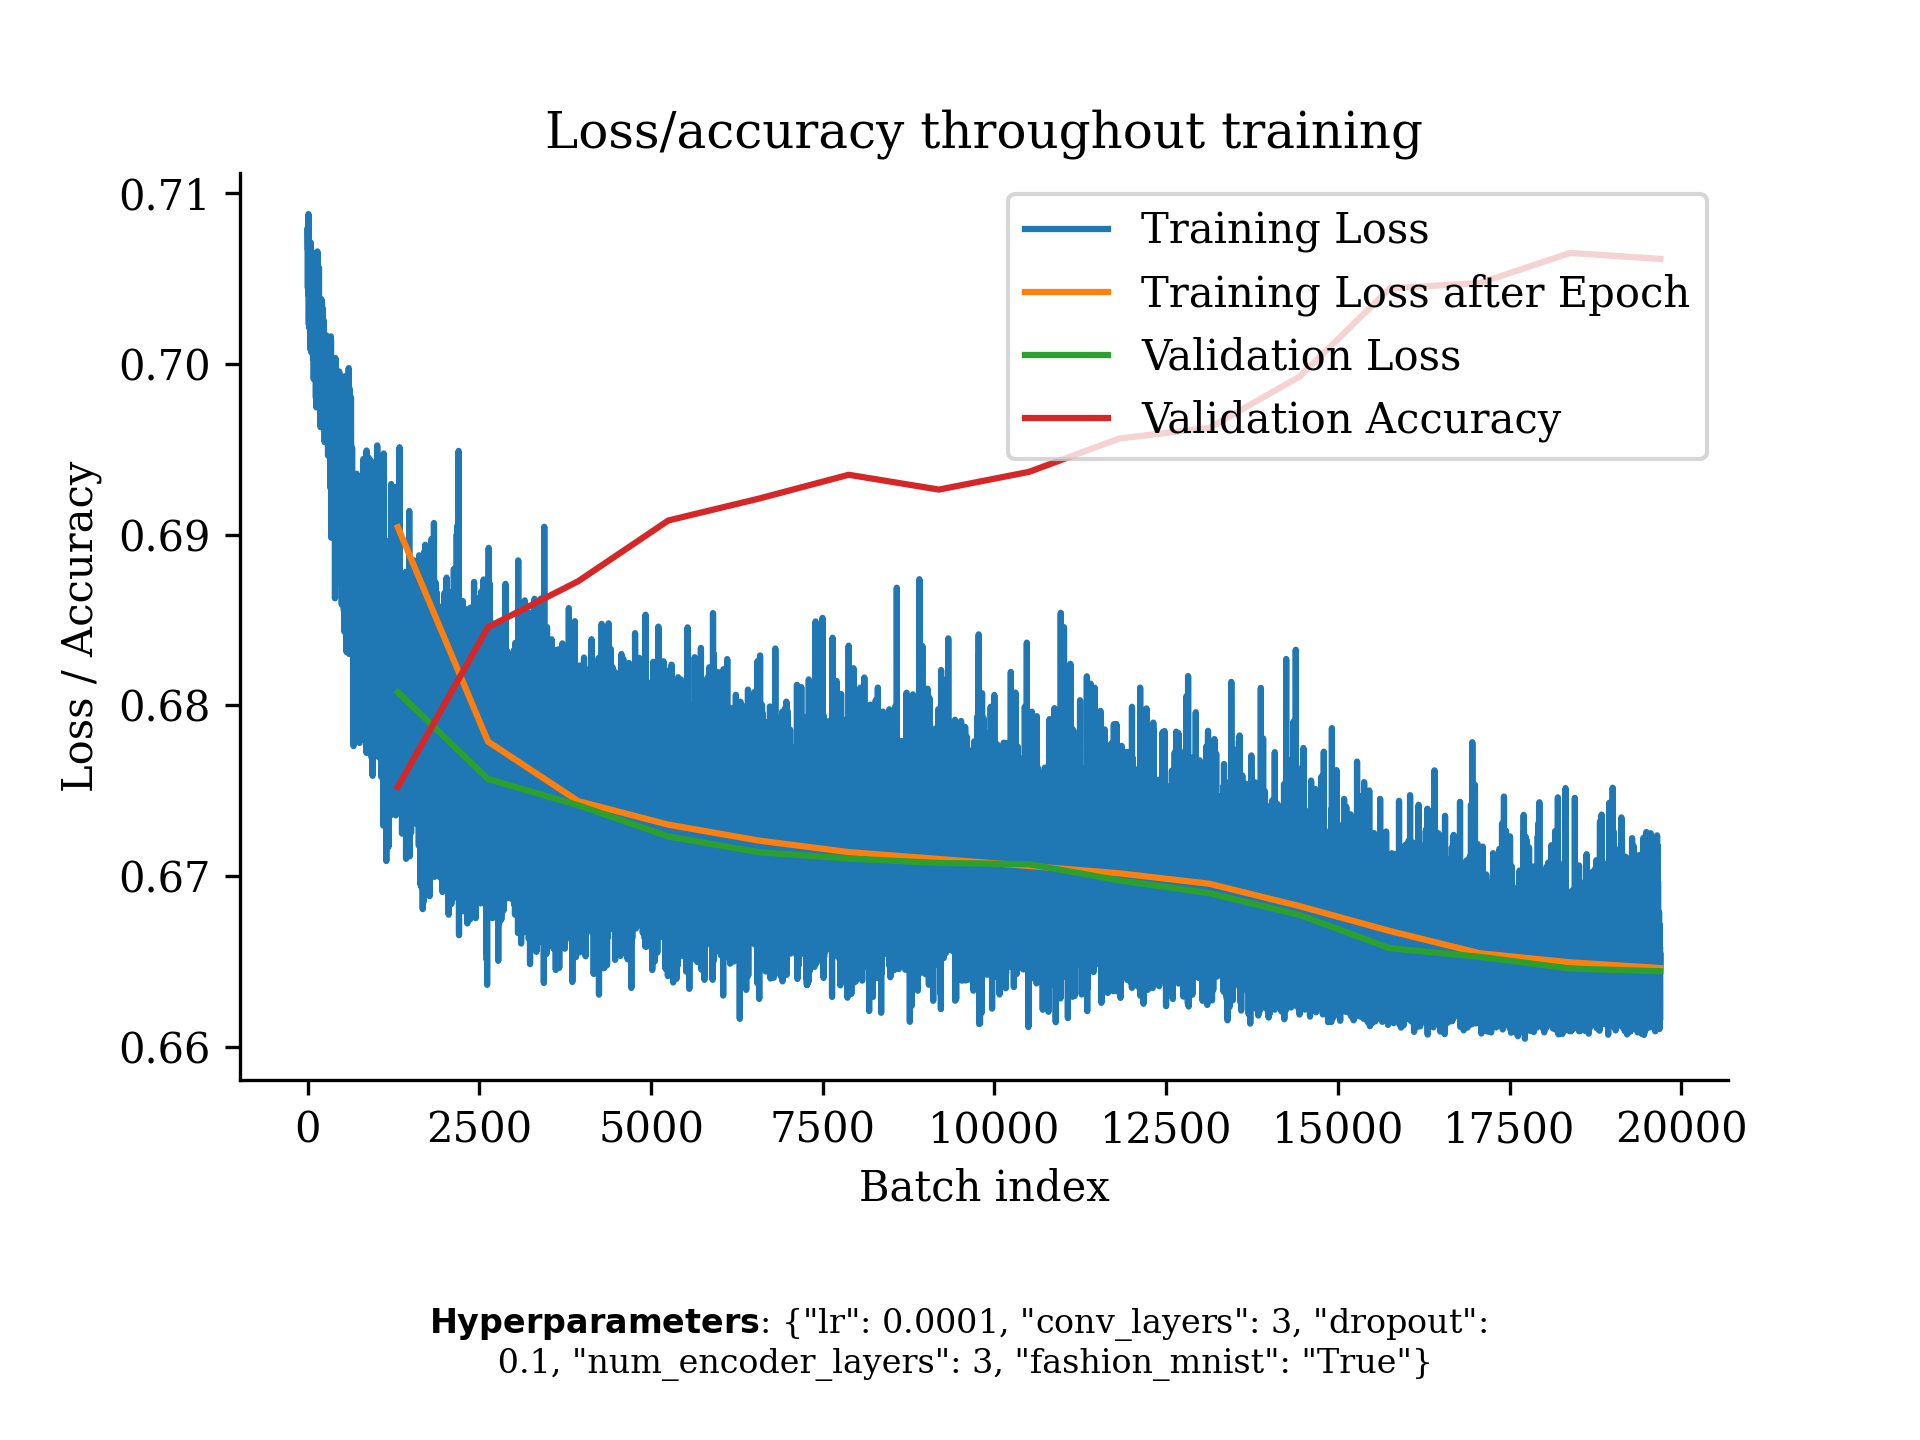 Loss/accuracy throughout training
0.71
0.70
0.69
0.68
0.67
0.66
Loss / Accuracy
Training Loss
Training Loss after Epoch
Validation Loss
Validation Accuracy
0 2500 5000 7500 10000 12500 15000 17500 20000
Batch index
Hyperparameters: {"lr": 0.0001, "conv_layers": 3, "dropout":
0.1, "num_encoder_layers": 3, "fashion_mnist": "True"}